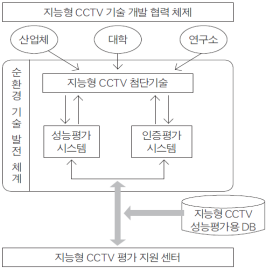 지능형 CCTV 기술 개발 협력 체제
산업체
대학
연구소
순환경 기술 발전 체계
지능형 CCTV 첨단기술
성능평가
시스템
인증평가
시스템
지능형 CCTV
성능평가용 DB
지능형 CCTV 평가 지원 센터